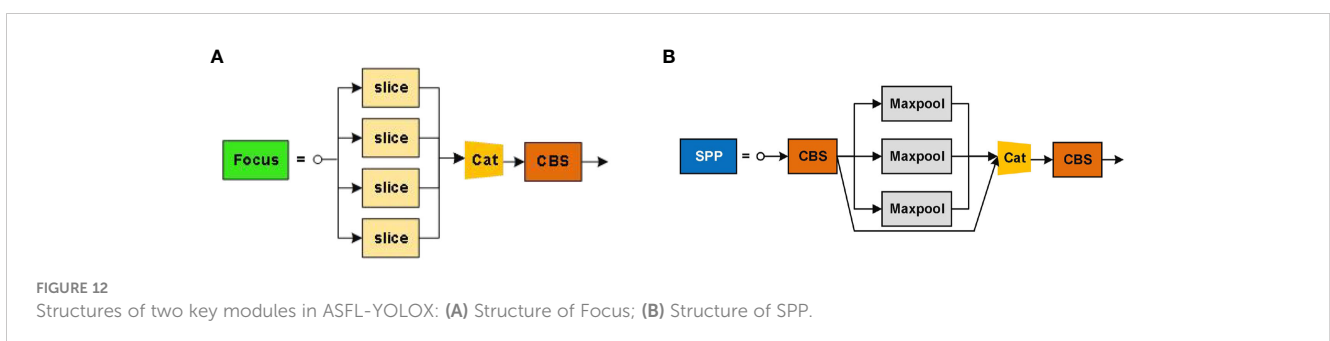 A
slice
slice
Focus = Cat CBS
slice
slice
B
Maxpool
SPP = CBS Maxpool Cat CBS
Maxpool
FIGURE 12
Structures of two key modules in ASFL-YOLOX: (A) Structure of Focus; (B) Structure of SPP.